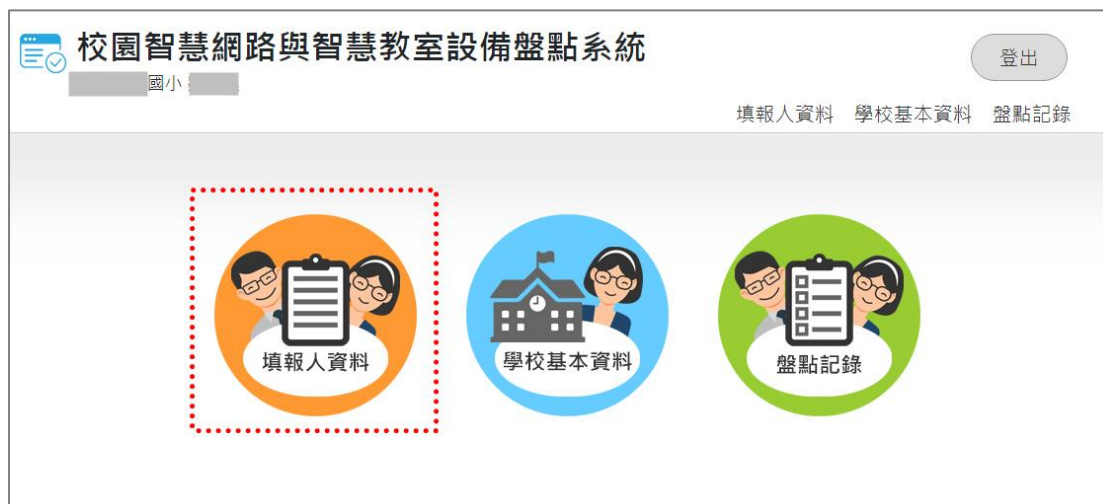 校園智慧網路與智慧教室設備盤點系統
國小
登出
填報人資料 學校基本資料 盤點記錄
填報人資料
學校基本資料
盤點記錄